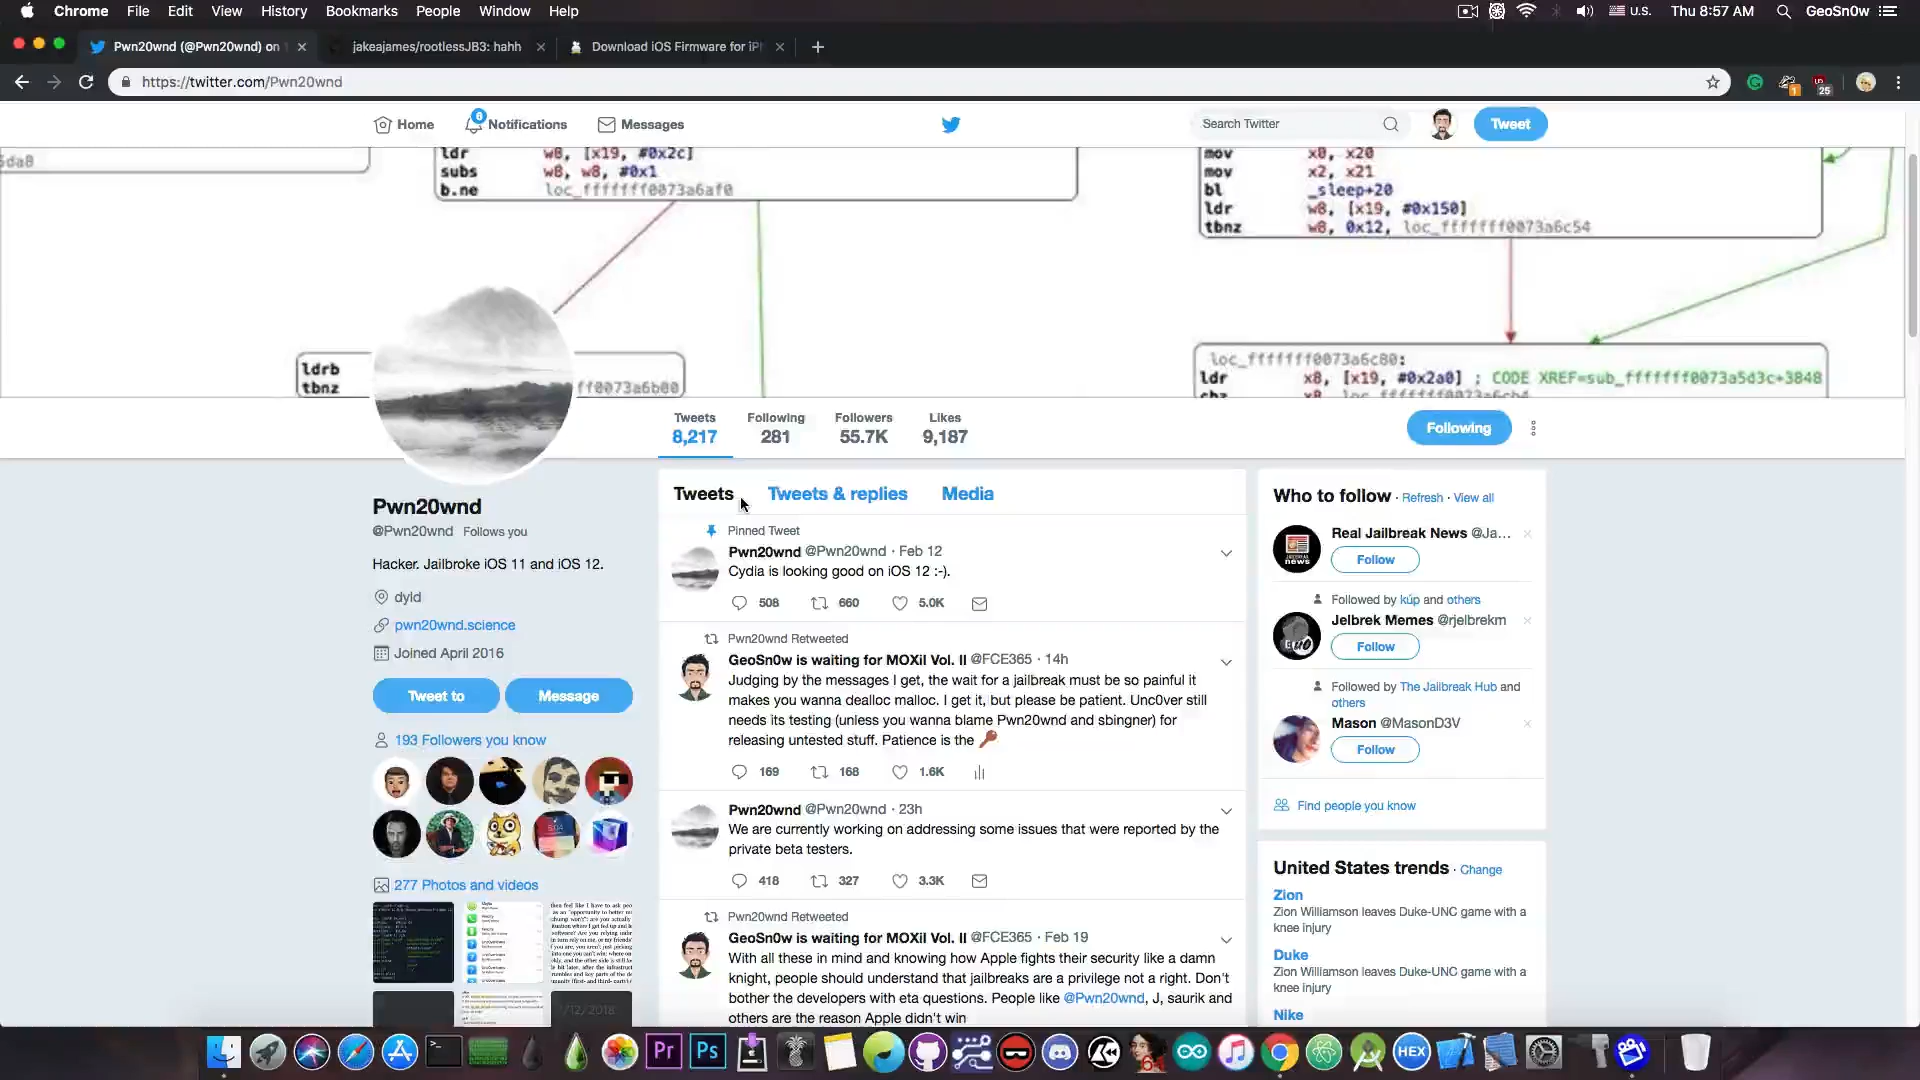 Chrome File Edit View History Bookmarks People Window Help
U.S. Thu 8:57 AM GeoSn0w
Pwn20wnd (@Pwn20wnd) on
jakeajames/rootlessJB3: hahh
Download iOS Firmware for iP
https://twitter.com/Pwn20wnd
1
25
Home
6
Notifications
Messages
Search Twitter
Tweet
5da8
ldr w8, [x19, #0x2c]
subs w8, w8, #0x1
b.ne loc_fffffff0073a6af0
mov x0, x20
mov x2, x21
bl _sleep+20
ldr w8, [x19, #0x150]
tbnz w8, 0x12, loc_fffffff0073a6c54
ldrb
tbnz ff0073a6b80
loc_fffffff0073a6c80:
ldr x8, [x19, #0x2a0] ; CODE XREF=sub_fffffff0073a5d3c+3848
Tweets
8,217
Following
281
Followers
55.7K
Likes
9,187
Following
Pwn20wnd
@Pwn20wnd Follows you
Hacker. Jailbroke iOS 11 and iOS 12.
dyld
pwn20wnd.science
Joined April 2016
Tweet to
Message
193 Followers you know
277 Photos and videos
1/12/2018
Tweets
Tweets & replies
Media
Pinned Tweet
Pwn20wnd @Pwn20wnd · Feb 12
Cydia is looking good on iOS 12 :-).
508 660 5.0K
Pwn20wnd Retweeted
GeoSn0w is waiting for MOXiI Vol. II @FCE365 · 14h
Judging by the messages I get, the wait for a jailbreak must be so painful it
makes you wanna dealloc malloc. I get it, but please be patient. Unc0ver still
needs its testing (unless you wanna blame Pwn20wnd and sbingner) for
releasing untested stuff. Patience is the
169 168 1.6K
Pwn20wnd @Pwn20wnd · 23h
We are currently working on addressing some issues that were reported by the
private beta testers.
418 327 3.3K
Pwn20wnd Retweeted
GeoSn0w is waiting for MOXiI Vol. II @FCE365 · Feb 19
With all these in mind and knowing how Apple fights their security like a damn
knight, people should understand that jailbreaks are a privilege not a right. Don't
bother the developers with eta questions. People like @Pwn20wnd, J, saurik and
others are the reason Apple didn't win
Who to follow · Refresh · View all
Real Jailbreak News @Ja...
Follow
Followed by kúp and others
Jelbrek Memes @rjelbrekm
Follow
Followed by The Jailbreak Hub and
others
Mason @MasonD3V
Follow
Find people you know
United States trends · Change
Zion
Zion Williamson leaves Duke-UNC game with a
knee injury
Duke
Zion Williamson leaves Duke-UNC game with a
knee injury
Nike
Pr
Ps
64
HEX